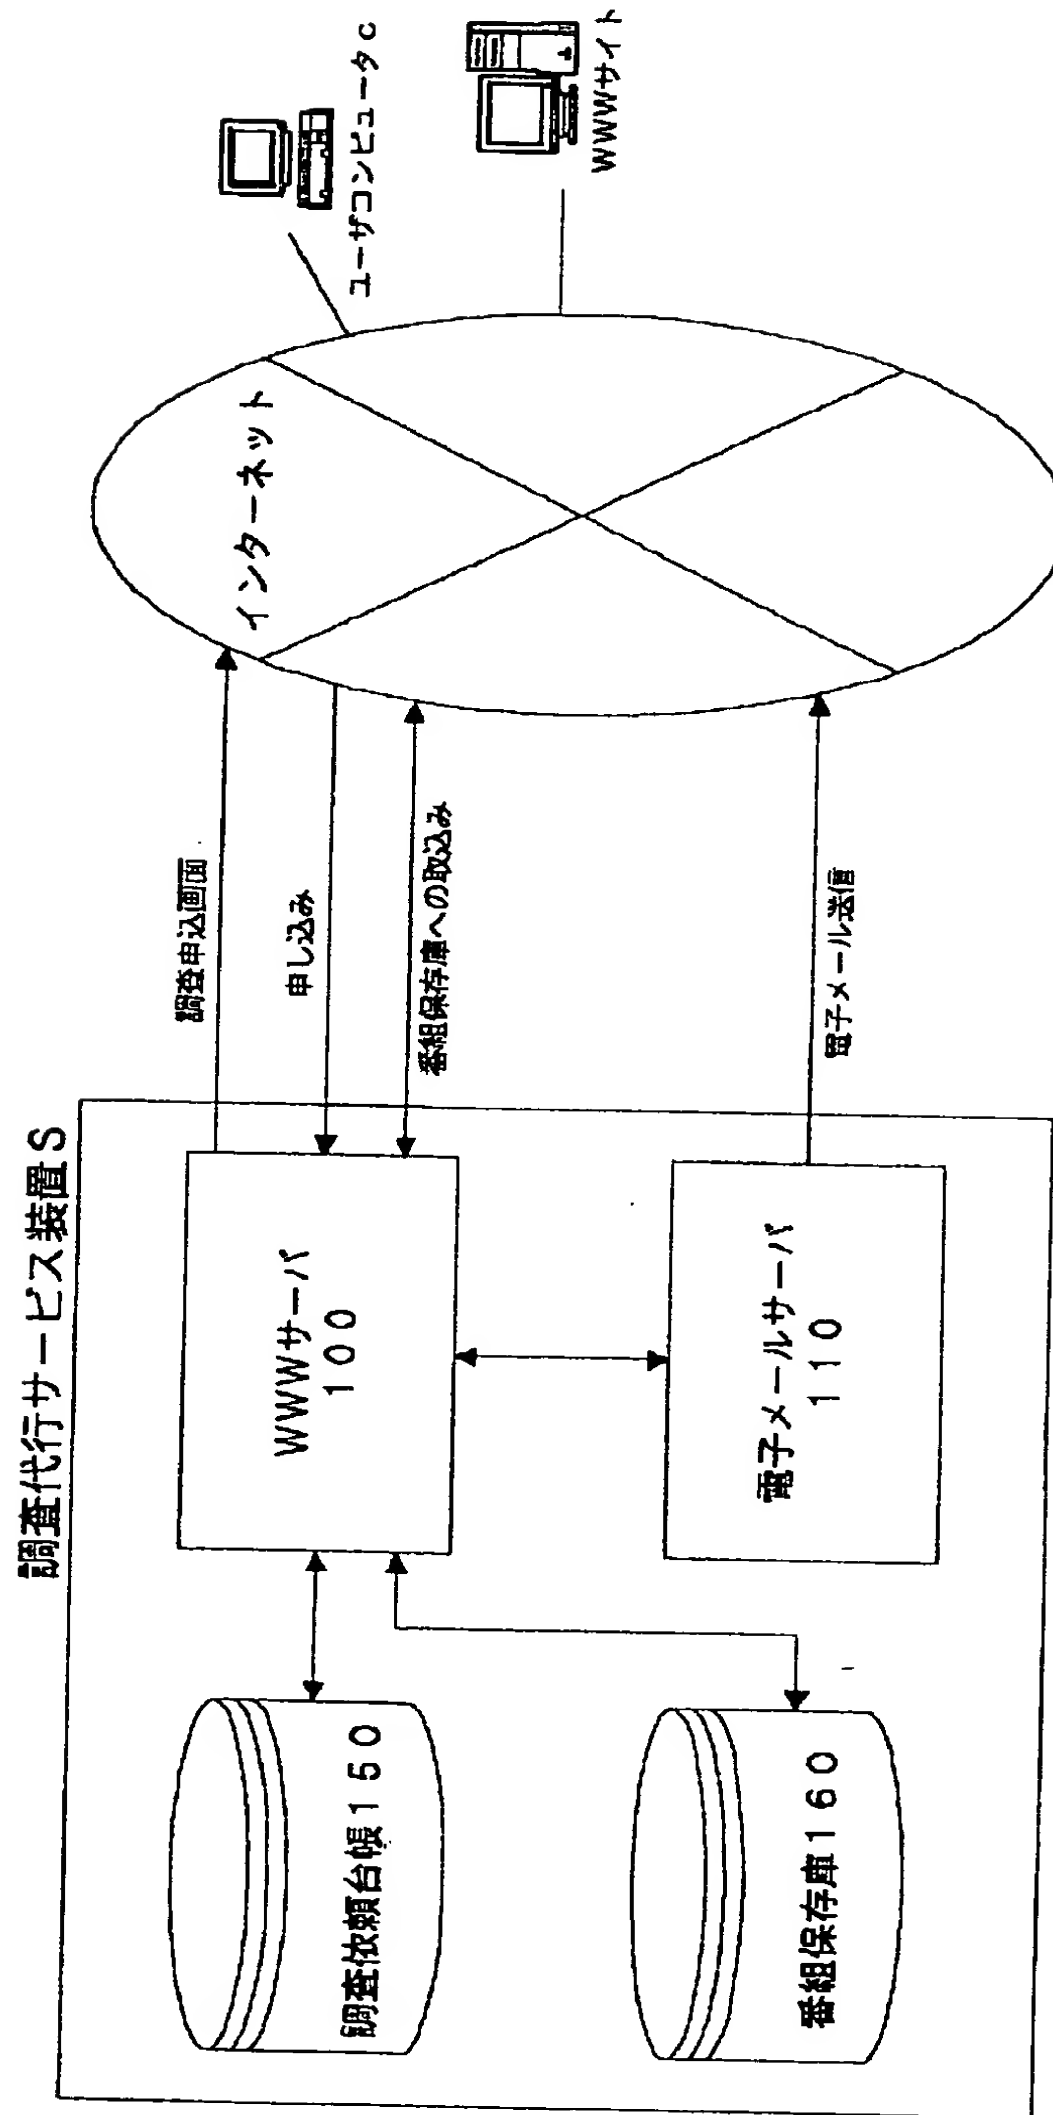 調査代行サービス装置S
調査依頼台帳150
番組保存庫160
WWWサーバ
100
電子メールサーバ
110
調査申込画面
申し込み
番組保存庫への取込み
電子メール送信
インターネット
ユーザコンピュータC
WWWサイト